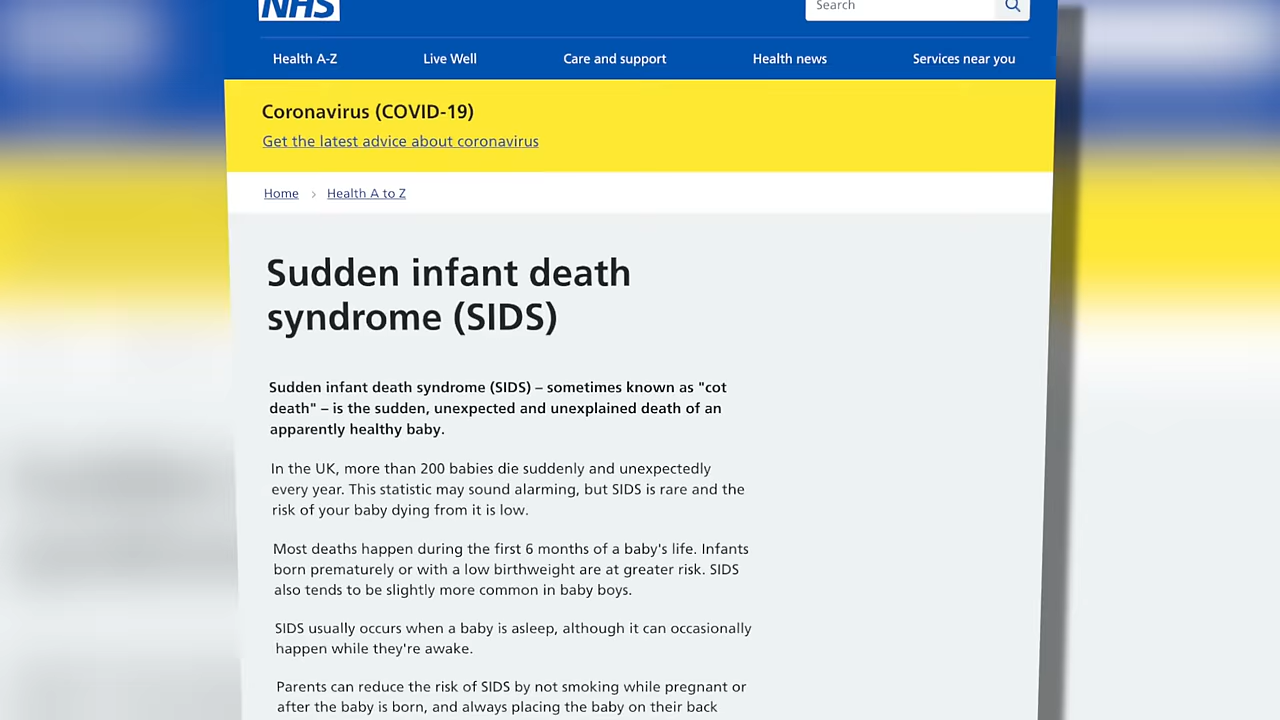 NHS
Search
Health A-Z
Live Well
Care and support
Health news
Services near you
Coronavirus (COVID-19)
Get the latest advice about coronavirus
Home > Health A to Z
Sudden infant death
syndrome (SIDS)
Sudden infant death syndrome (SIDS) – sometimes known as "cot
death" – is the sudden, unexpected and unexplained death of an
apparently healthy baby.
In the UK, more than 200 babies die suddenly and unexpectedly
every year. This statistic may sound alarming, but SIDS is rare and the
risk of your baby dying from it is low.
Most deaths happen during the first 6 months of a baby's life. Infants
born prematurely or with a low birthweight are at greater risk. SIDS
also tends to be slightly more common in baby boys.
SIDS usually occurs when a baby is asleep, although it can occasionally
happen while they're awake.
Parents can reduce the risk of SIDS by not smoking while pregnant or
after the baby is born, and always placing the baby on their back